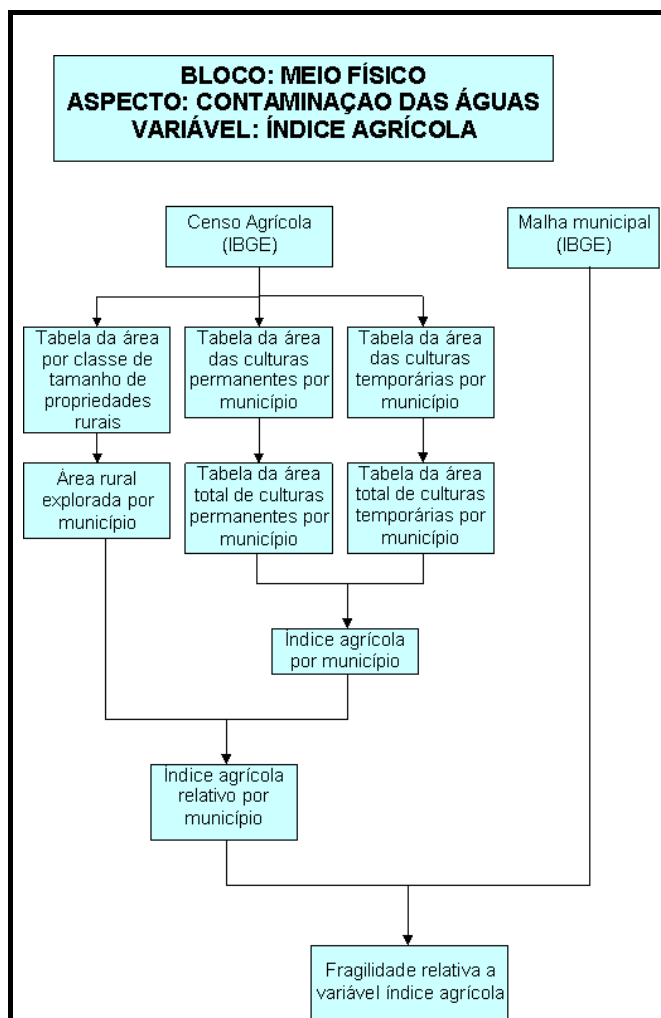 BLOCO: MEIO FÍSICO
ASPECTO: CONTAMINAÇAO DAS ÁGUAS
VARIÁVEL: ÍNDICE AGRÍCOLA
Censo Agrícola
(IBGE)
Malha municipal
(IBGE)
Tabela da área
por classe de
tamanho de
propriedades
rurais
Tabela da área
das culturas
permanentes por
município
Tabela da área
das culturas
temporárias por
município
Área rural
explorada por
município
Tabela da área
total de culturas
permanentes por
município
Tabela da área
total de culturas
temporárias por
município
Índice agrícola
por município
Índice agrícola
relativo por
município
Fragilidade relativa a
variável índice agrícola